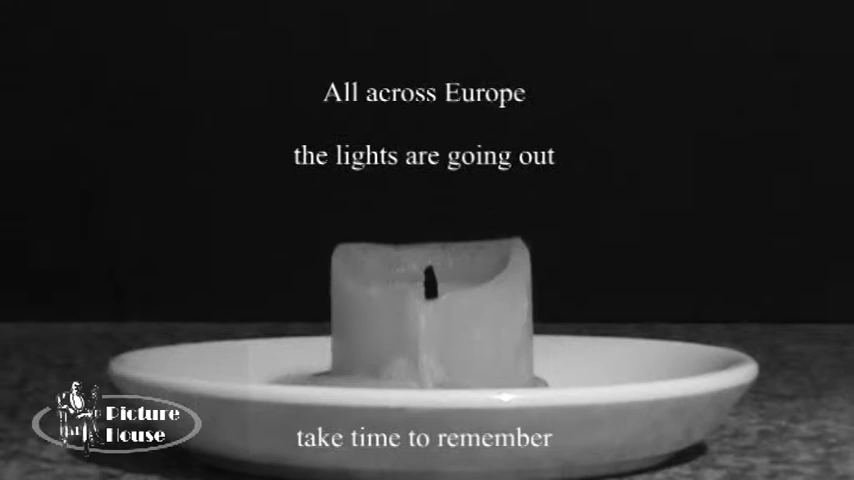 All across Europe
the lights are going out
Picture
House
take time to remember